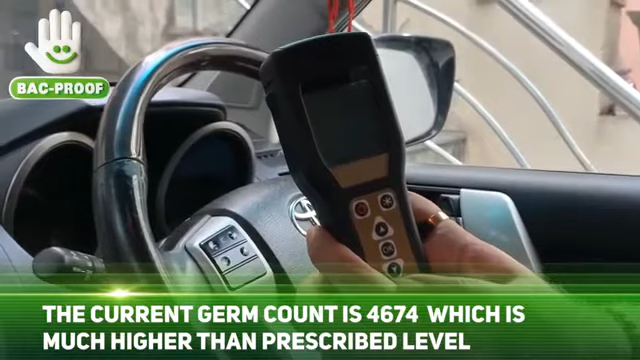 BAC-PROOF
THE CURRENT GERM COUNT IS 4674 WHICH IS
MUCH HIGHER THAN PRESCRIBED LEVEL